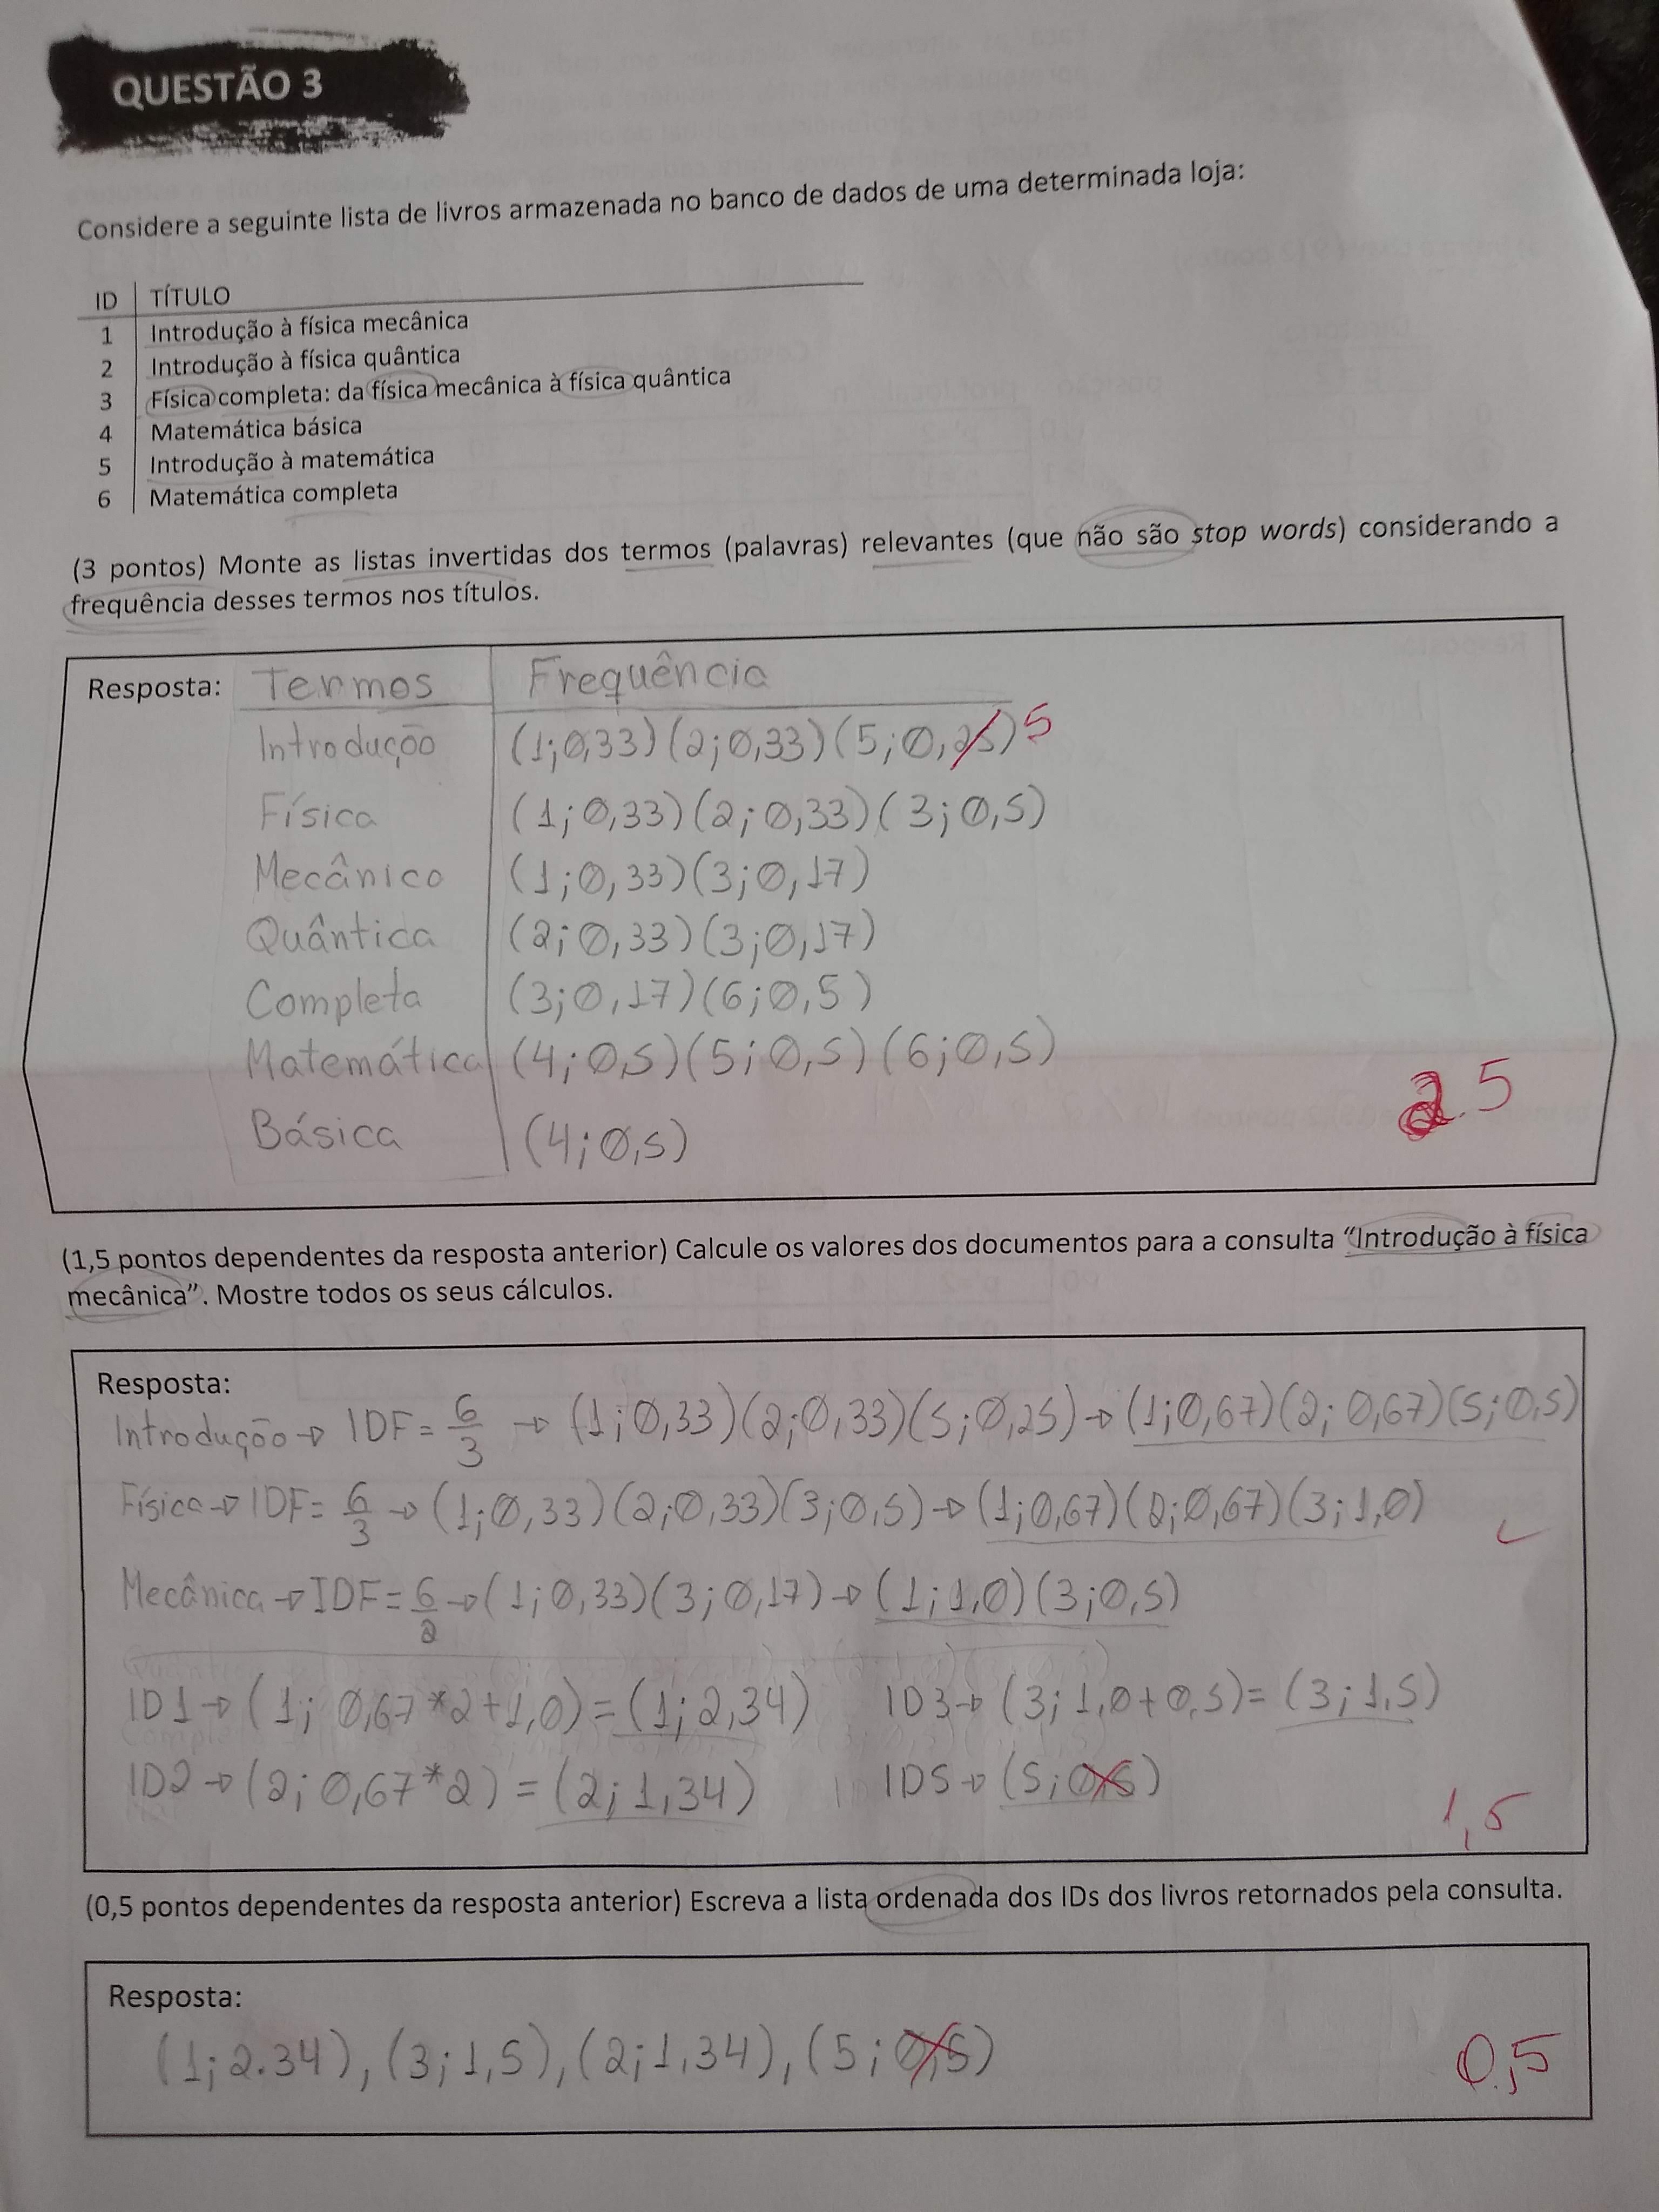 QUESTÃO 3
Considere a seguinte lista de livros armazenada no banco de dados de uma determinada loja:
ID TÍTULO
1 Introdução à física mecânica
2 Introdução à física quântica
3 Física completa: da física mecânica à física quântica
4 Matemática básica
5 Introdução à matemática
6 Matemática completa
(3 pontos) Monte as listas invertidas dos termos (palavras) relevantes (que não são stop words) considerando a
frequência desses termos nos títulos.
Resposta: Termos Frequência
Introdução (1;0,33)(2;0,33)(5;0,25) 5
Física (1;0,33)(2;0,33)(3;0,5)
Mecânico (1;0,33)(3;0,17)
Quântica (2;0,33)(3;0,17)
Completa (3;0,17)(6;0,5)
Matemática (4;0,5)(5;0,5)(6;0,5)
Básica (4;0,5)
2.5
(1,5 pontos dependentes da resposta anterior) Calcule os valores dos documentos para a consulta “Introdução à física
mecânica”. Mostre todos os seus cálculos.
Resposta:
Introdução → IDF = 6/3 → (1;0,33)(2;0,33)(5;0,25) → (1;0,67)(2;0,67)(5;0,5)
Física → IDF = 6/3 → (1;0,33)(2;0,33)(3;0,5) → (1;0,67)(2;0,67)(3;1,0)
Mecânica → IDF = 6/2 → (1;0,33)(3;0,17) → (1;1,0)(3;0,5)
ID1 → (1; 0,67*2+1,0) = (1;2,34) ID3 → (3; 1,0+0,5) = (3;1,5)
ID2 → (2; 0,67*2) = (2;1,34) ID5 → (5;0,5)
1,5
(0,5 pontos dependentes da resposta anterior) Escreva a lista ordenada dos IDs dos livros retornados pela consulta.
Resposta:
(1;2.34), (3;1,5), (2;1,34), (5;0,5)
0,5